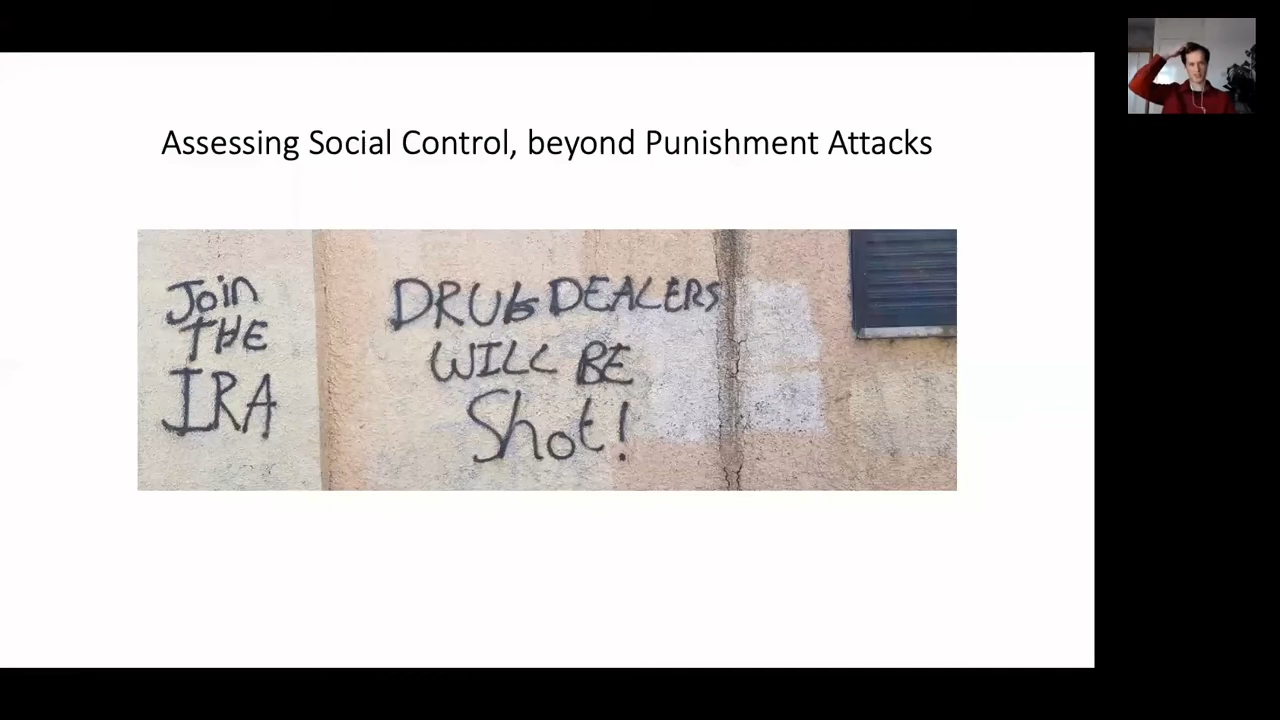 Assessing Social Control, beyond Punishment Attacks
Join
THE
IRA
DRUG DEALERS
WILL BE
Shot!